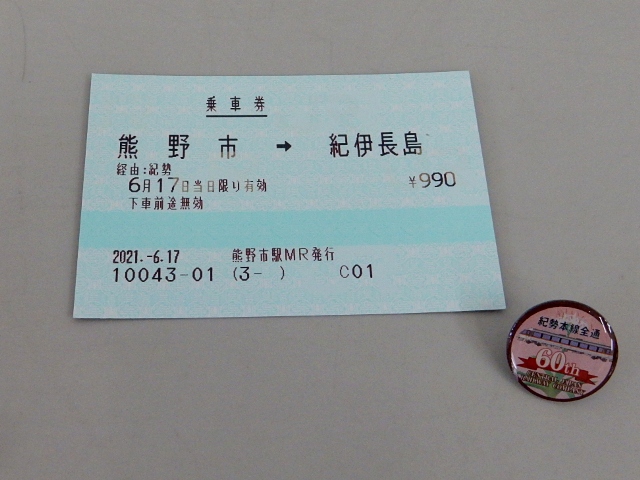 乗車券
熊野市 → 紀伊長島
経由:紀勢
6月17日当日限り有効 ¥990
下車前途無効
2021.-6.17 熊野市駅MR発行
10043-01 (3- ) C01
紀勢本線全通
60th